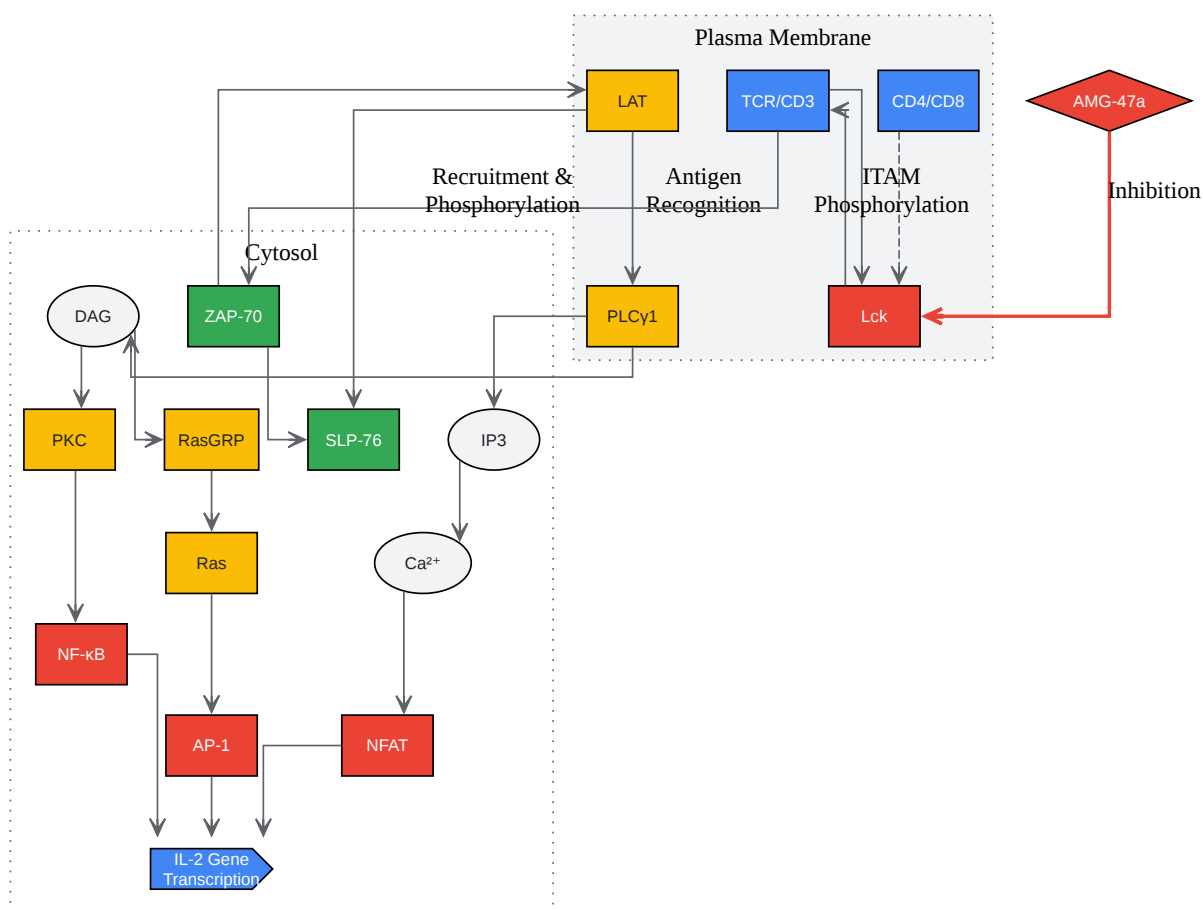 Plasma Membrane
LAT
TCR/CD3
CD4/CD8
AMG-47a
Recruitment &
Phosphorylation
Antigen
Recognition
ITAM
Phosphorylation
Inhibition
Cytosol
DAG
ZAP-70
PLCγ1
Lck
PKC
RasGRP
SLP-76
IP3
Ras
Ca²⁺
NF-κB
AP-1
NFAT
IL-2 Gene
Transcription